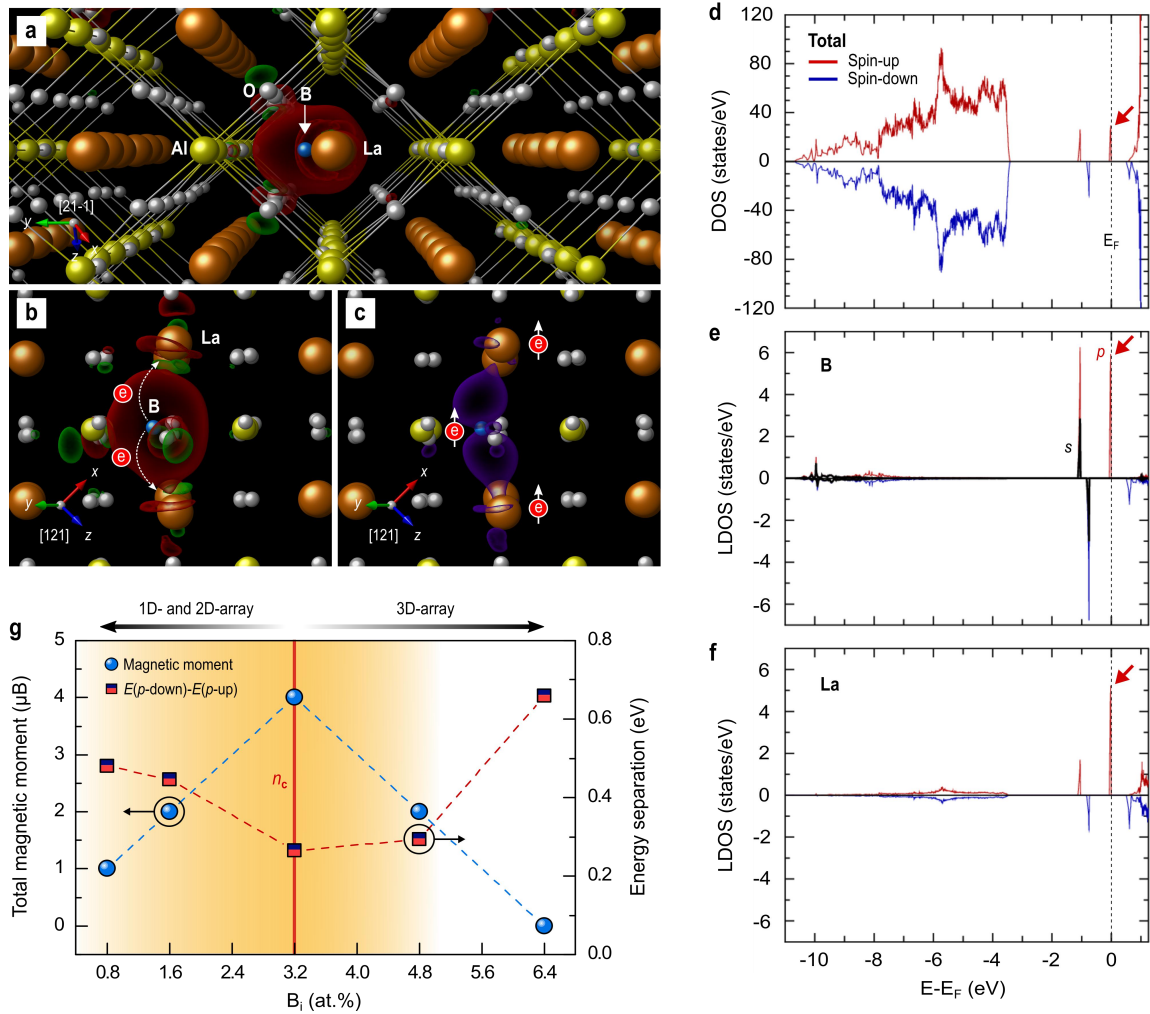 a
O
B
Al
La
[21-1]
y
x
z
b
La
e
B
e
x
y
[121]
z
c
e
e
e
x
y
[121]
z
d
Total
Spin-up
Spin-down
120
80
40
0
-40
-80
-120
DOS (states/eV)
E_F
e
B
p
s
6
4
2
0
-2
-4
-6
LDOS (states/eV)
f
La
6
4
2
0
-2
-4
-6
LDOS (states/eV)
-10
-8
-6
-4
-2
0
E-E_F (eV)
g
1D- and 2D-array
3D-array
Magnetic moment
E(p-down)-E(p-up)
n_c
5
4
3
2
1
0
Total magnetic moment (μB)
0.8
0.6
0.4
0.2
0.0
Energy separation (eV)
0.8
1.6
2.4
3.2
4.0
4.8
5.6
6.4
B_i (at.%)